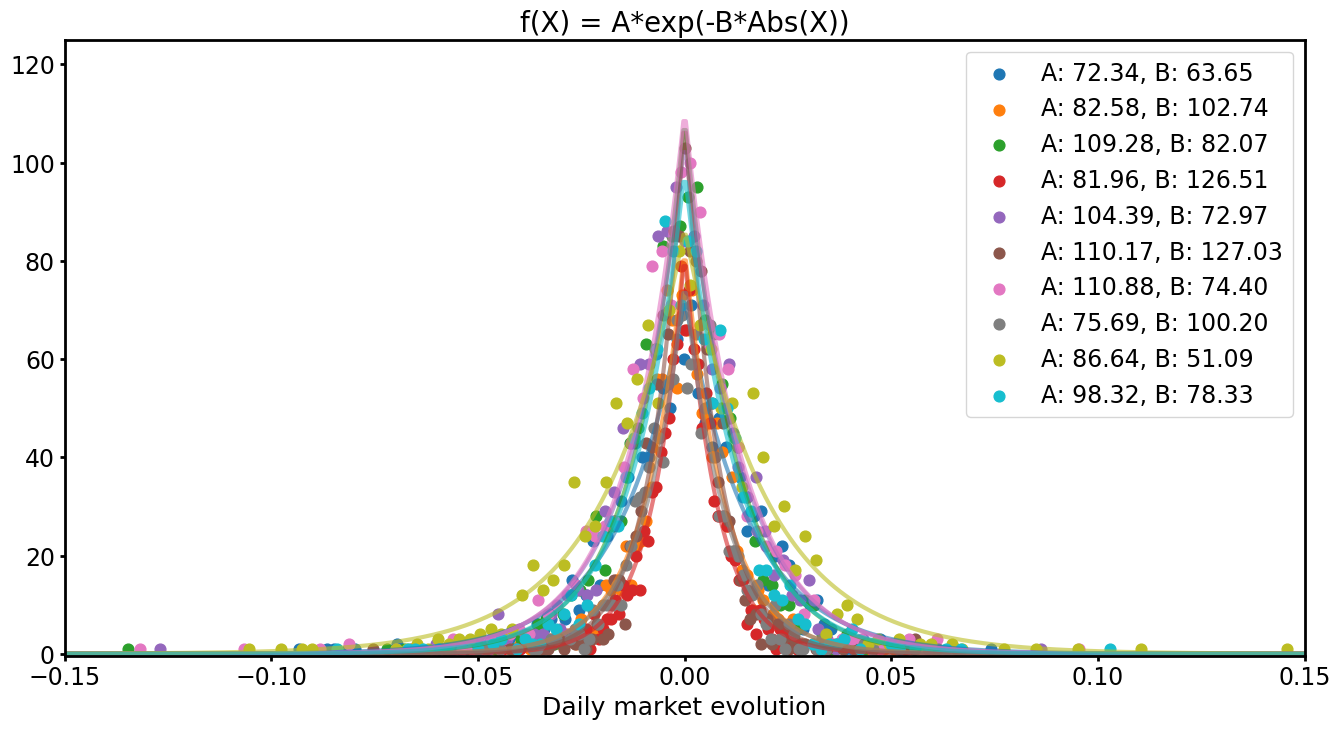 f(X) = A*exp(-B*Abs(X))
120
100
80
60
40
20
0
A: 72.34, B: 63.65
A: 82.58, B: 102.74
A: 109.28, B: 82.07
A: 81.96, B: 126.51
A: 104.39, B: 72.97
A: 110.17, B: 127.03
A: 110.88, B: 74.40
A: 75.69, B: 100.20
A: 86.64, B: 51.09
A: 98.32, B: 78.33
−0.15 −0.10 −0.05 0.00 0.05 0.10 0.15
Daily market evolution